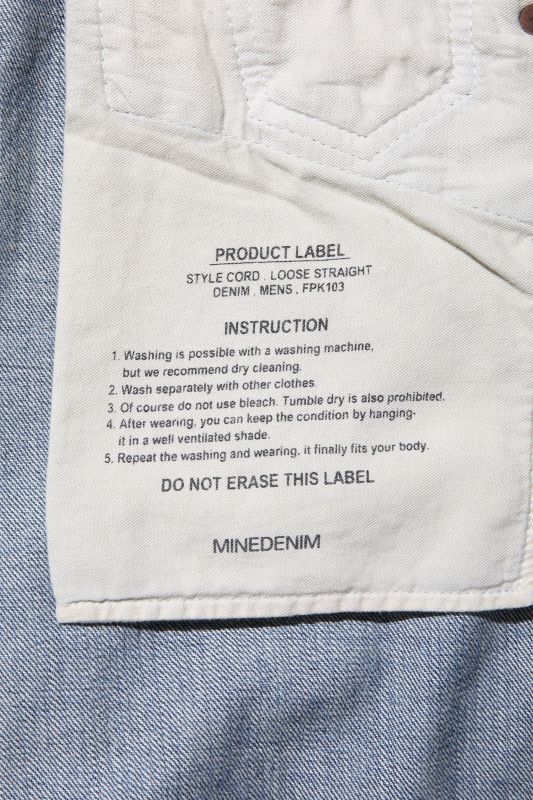 PRODUCT LABEL
STYLE CORD . LOOSE STRAIGHT
DENIM . MENS . FPK103
INSTRUCTION
1. Washing is possible with a washing machine,
but we recommend dry cleaning.
2. Wash separately with other clothes.
3. Of course do not use bleach. Tumble dry is also prohibited.
4. After wearing, you can keep the condition by hanging-
it in a well ventilated shade.
5. Repeat the washing and wearing, it finally fits your body.
DO NOT ERASE THIS LABEL
MINEDENIM